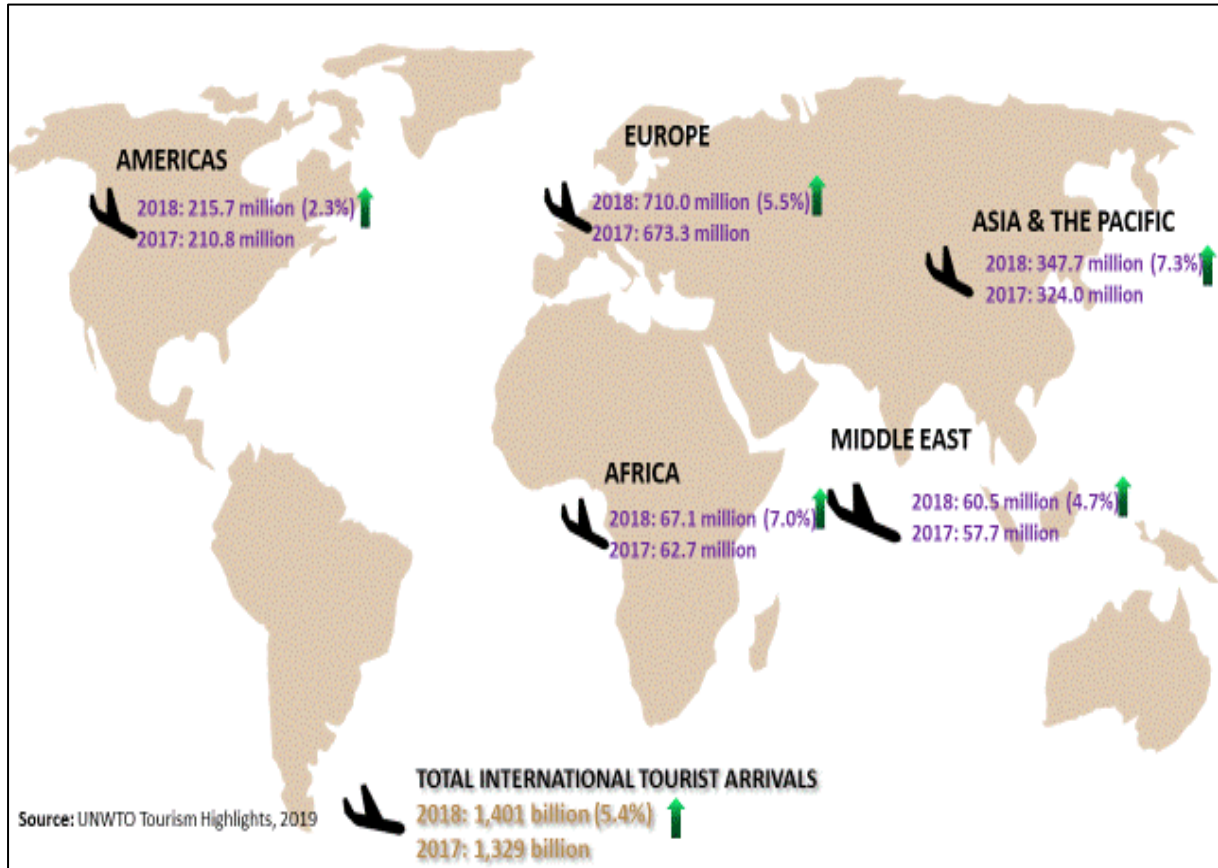 EUROPE
2018: 710.0 million (5.5%)
2017: 673.3 million
AMERICAS
2018: 215.7 million (2.3%)
2017: 210.8 million
ASIA & THE PACIFIC
2018: 347.7 million (7.3%)
2017: 324.0 million
MIDDLE EAST
2018: 60.5 million (4.7%)
2017: 57.7 million
AFRICA
2018: 67.1 million (7.0%)
2017: 62.7 million
TOTAL INTERNATIONAL TOURIST ARRIVALS
2018: 1,401 billion (5.4%)
2017: 1,329 billion
Source: UNWTO Tourism Highlights, 2019